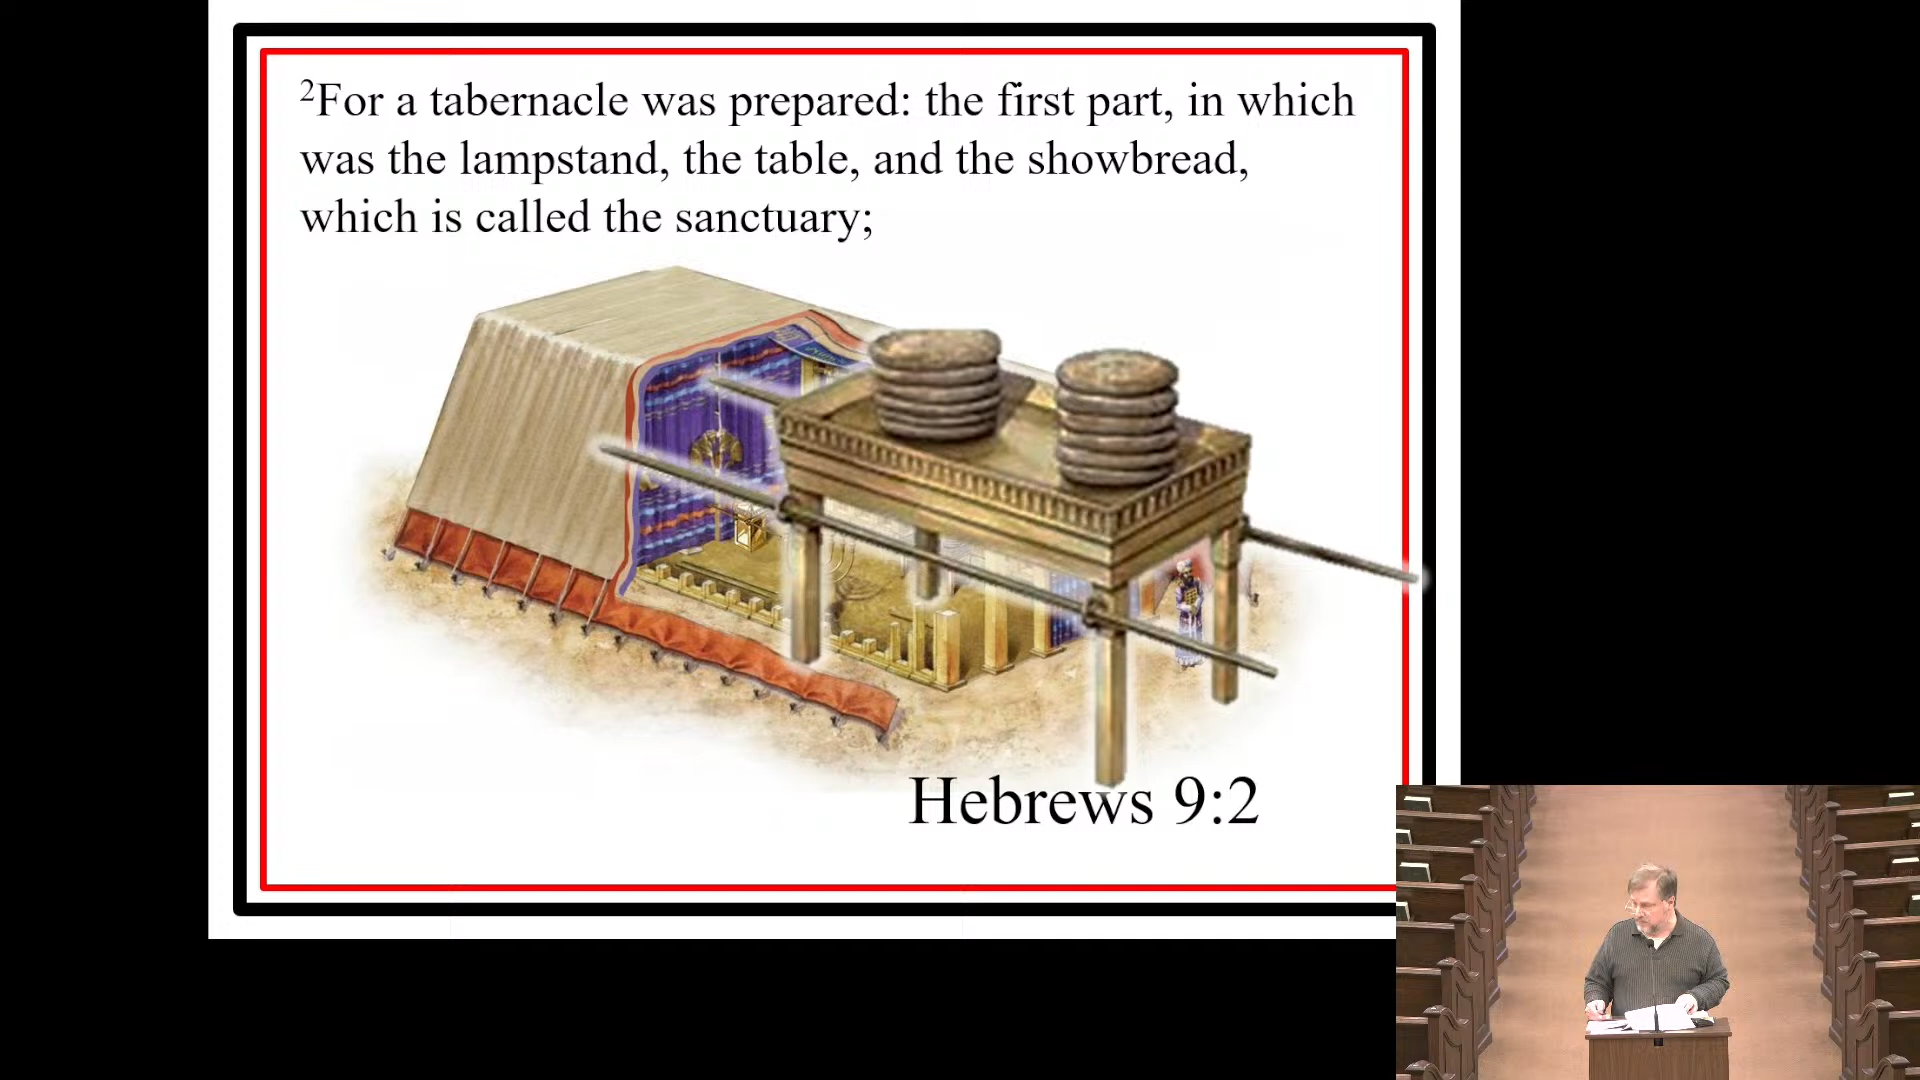 ²For a tabernacle was prepared: the first part, in which
was the lampstand, the table, and the showbread,
which is called the sanctuary;
Hebrews 9:2